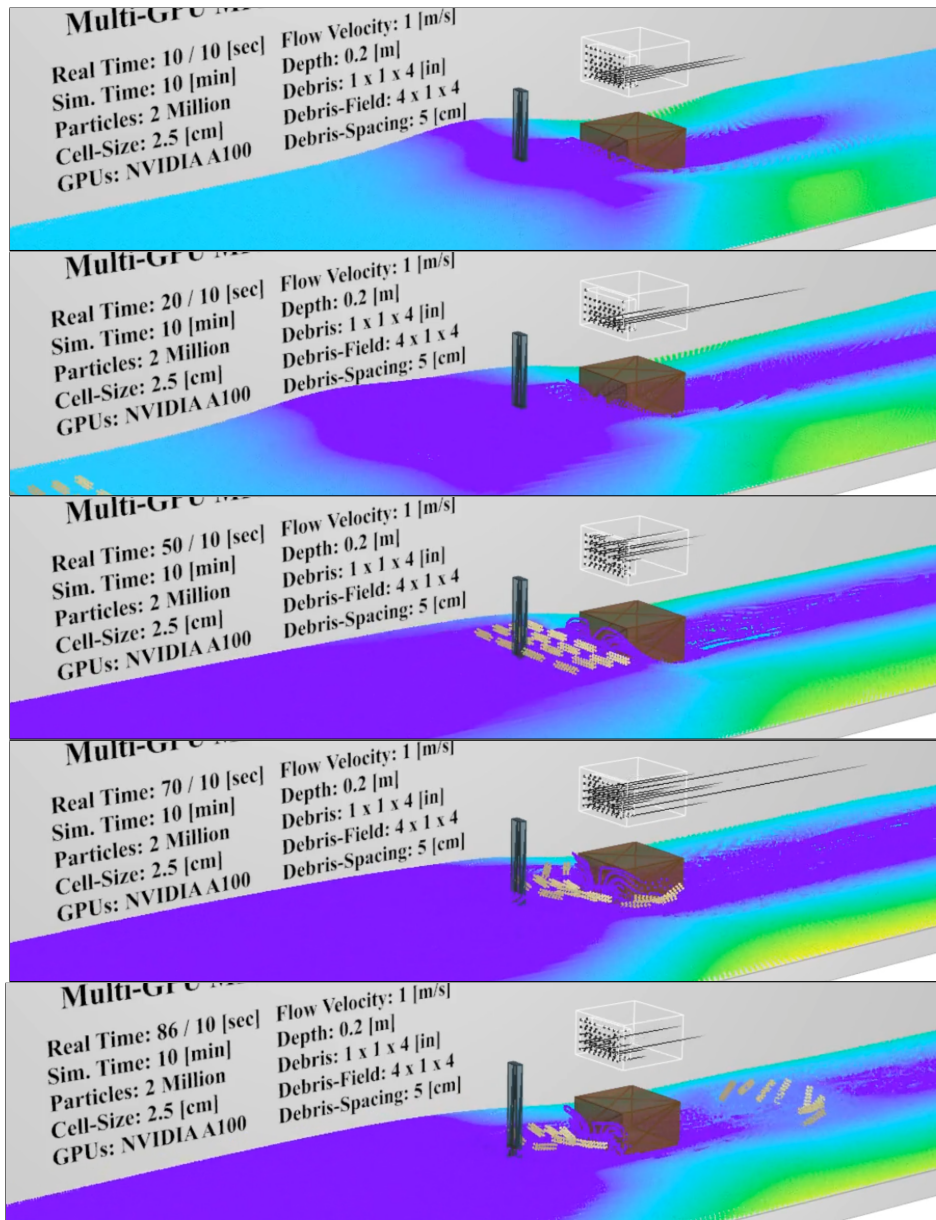 Multi-GPU
Real Time: 10 / 10 [sec]
Sim. Time: 10 [min]
Particles: 2 Million
Cell-Size: 2.5 [cm]
GPUs: NVIDIA A100
Flow Velocity: 1 [m/s]
Depth: 0.2 [m]
Debris: 1 x 1 x 4 [in]
Debris-Field: 4 x 1 x 4
Debris-Spacing: 5 [cm]
Multi-GPU
Real Time: 20 / 10 [sec]
Sim. Time: 10 [min]
Particles: 2 Million
Cell-Size: 2.5 [cm]
GPUs: NVIDIA A100
Flow Velocity: 1 [m/s]
Depth: 0.2 [m]
Debris: 1 x 1 x 4 [in]
Debris-Field: 4 x 1 x 4
Debris-Spacing: 5 [cm]
Multi-GPU
Real Time: 50 / 10 [sec]
Sim. Time: 10 [min]
Particles: 2 Million
Cell-Size: 2.5 [cm]
GPUs: NVIDIA A100
Flow Velocity: 1 [m/s]
Depth: 0.2 [m]
Debris: 1 x 1 x 4 [in]
Debris-Field: 4 x 1 x 4
Debris-Spacing: 5 [cm]
Multi-GPU
Real Time: 70 / 10 [sec]
Sim. Time: 10 [min]
Particles: 2 Million
Cell-Size: 2.5 [cm]
GPUs: NVIDIA A100
Flow Velocity: 1 [m/s]
Depth: 0.2 [m]
Debris: 1 x 1 x 4 [in]
Debris-Field: 4 x 1 x 4
Debris-Spacing: 5 [cm]
Multi-GPU
Real Time: 86 / 10 [sec]
Sim. Time: 10 [min]
Particles: 2 Million
Cell-Size: 2.5 [cm]
GPUs: NVIDIA A100
Flow Velocity: 1 [m/s]
Depth: 0.2 [m]
Debris: 1 x 1 x 4 [in]
Debris-Field: 4 x 1 x 4
Debris-Spacing: 5 [cm]